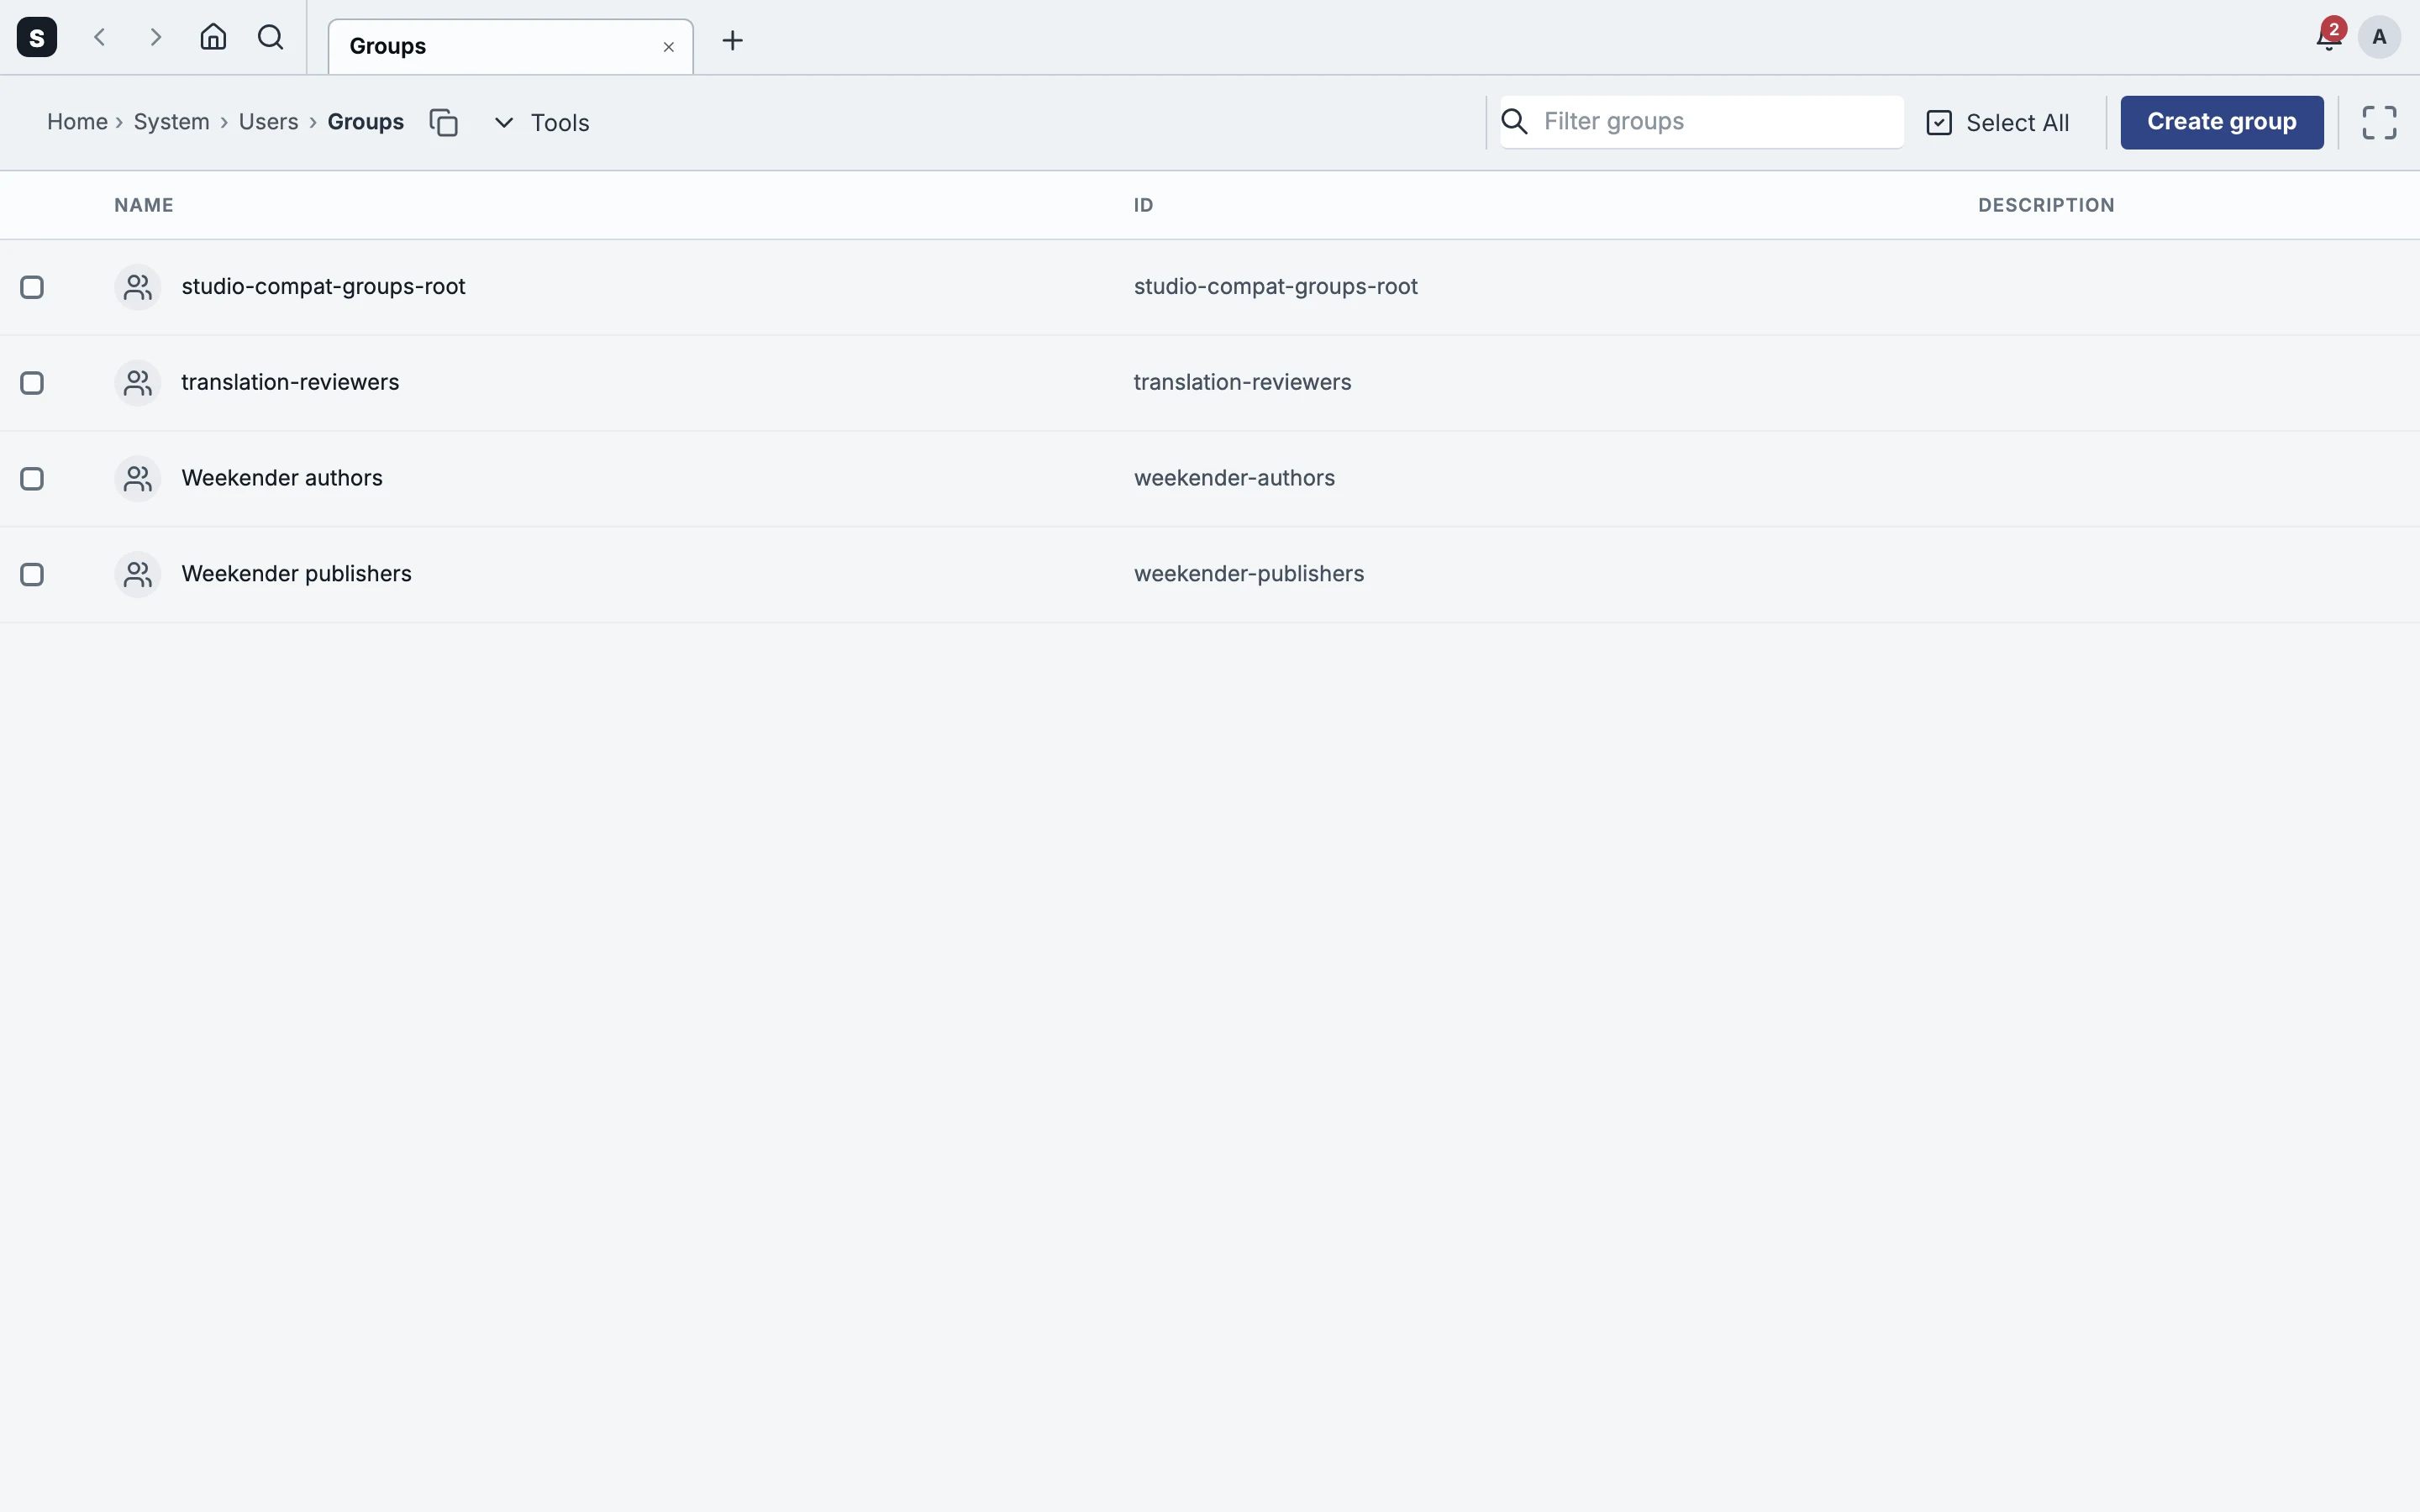 S
Groups
2
A
Home › System › Users › Groups
Tools
Filter groups
Select All
Create group
NAME ID DESCRIPTION
studio-compat-groups-root studio-compat-groups-root
translation-reviewers translation-reviewers
Weekender authors weekender-authors
Weekender publishers weekender-publishers